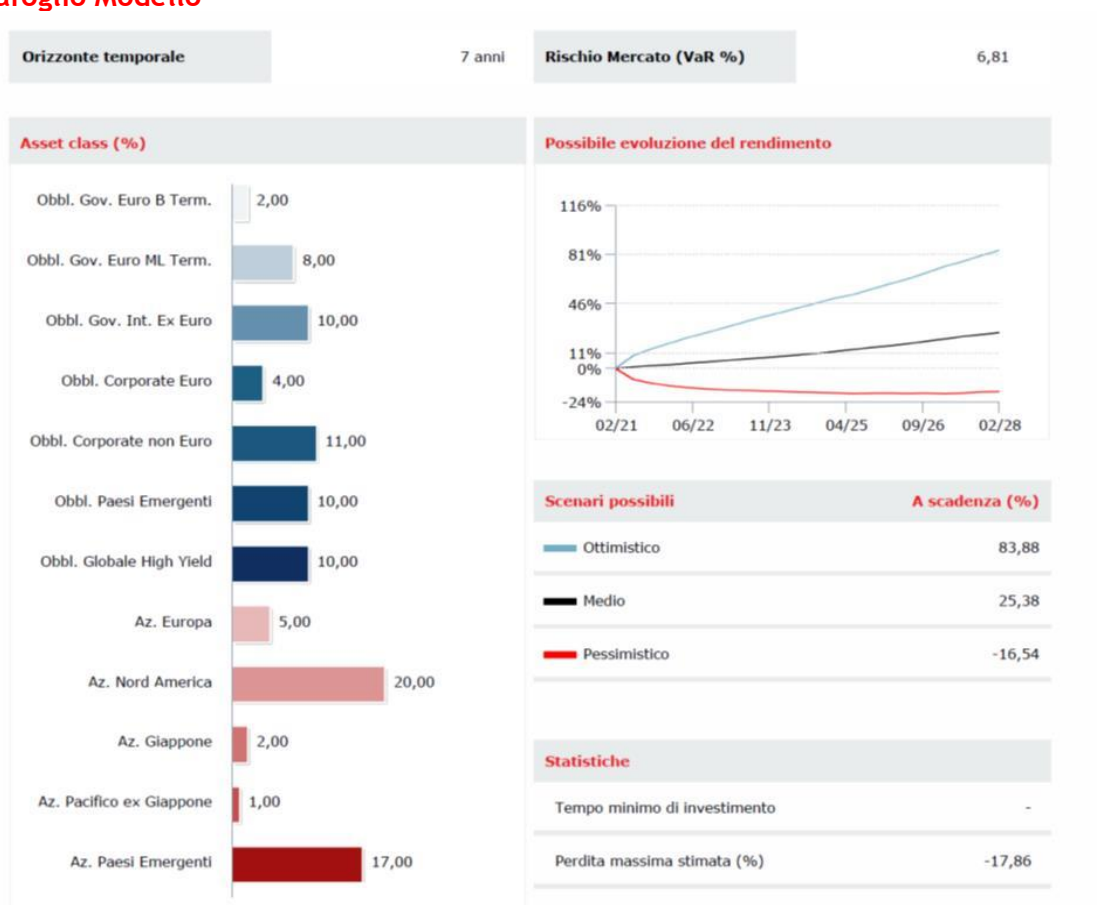 Modello
Orizzonte temporale 7 anni
Rischio Mercato (VaR %) 6,81
Asset class (%)
Obbl. Gov. Euro B Term. 2,00
Obbl. Gov. Euro ML Term. 8,00
Obbl. Gov. Int. Ex Euro 10,00
Obbl. Corporate Euro 4,00
Obbl. Corporate non Euro 11,00
Obbl. Paesi Emergenti 10,00
Obbl. Globale High Yield 10,00
Az. Europa 5,00
Az. Nord America 20,00
Az. Giappone 2,00
Az. Pacifico ex Giappone 1,00
Az. Paesi Emergenti 17,00
Possibile evoluzione del rendimento
116%
81%
46%
11%
0%
-24%
02/21 06/22 11/23 04/25 09/26 02/28
Scenari possibili A scadenza (%)
Ottimistico 83,88
Medio 25,38
Pessimistico -16,54
Statistiche
Tempo minimo di investimento -
Perdita massima stimata (%) -17,86